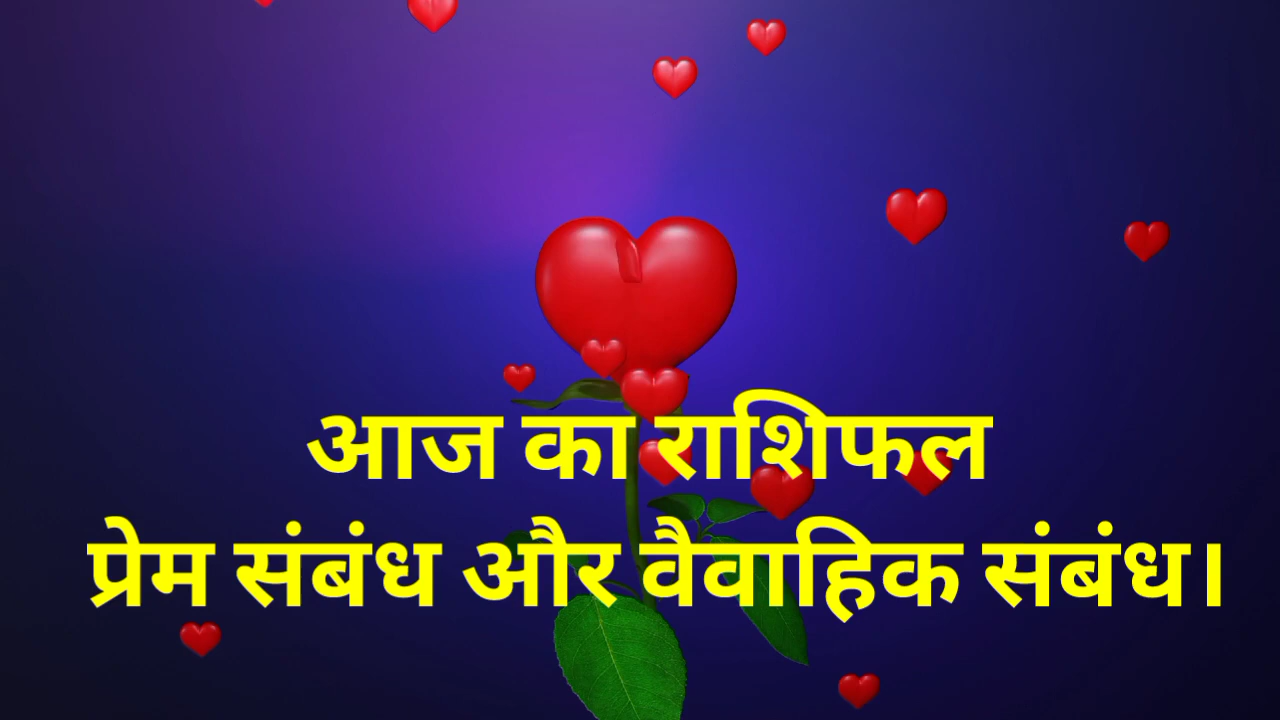 आज का राशिफल
प्रेम संबंध और वैवाहिक संबंध।